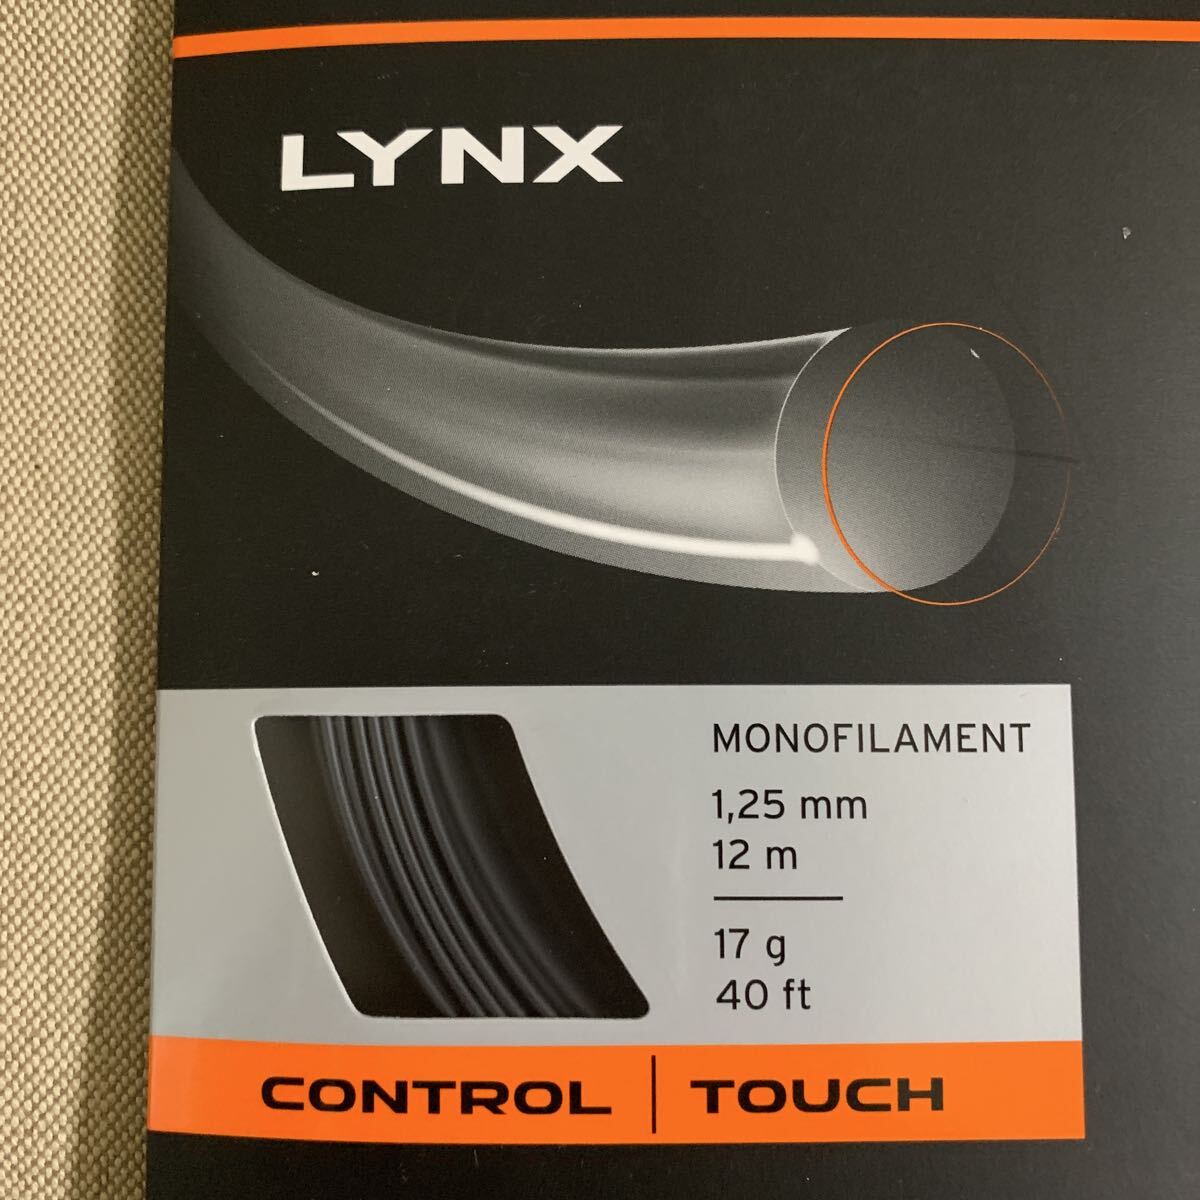 LYNX
MONOFILAMENT
1,25 mm
12 m
17 g
40 ft
CONTROL | TOUCH